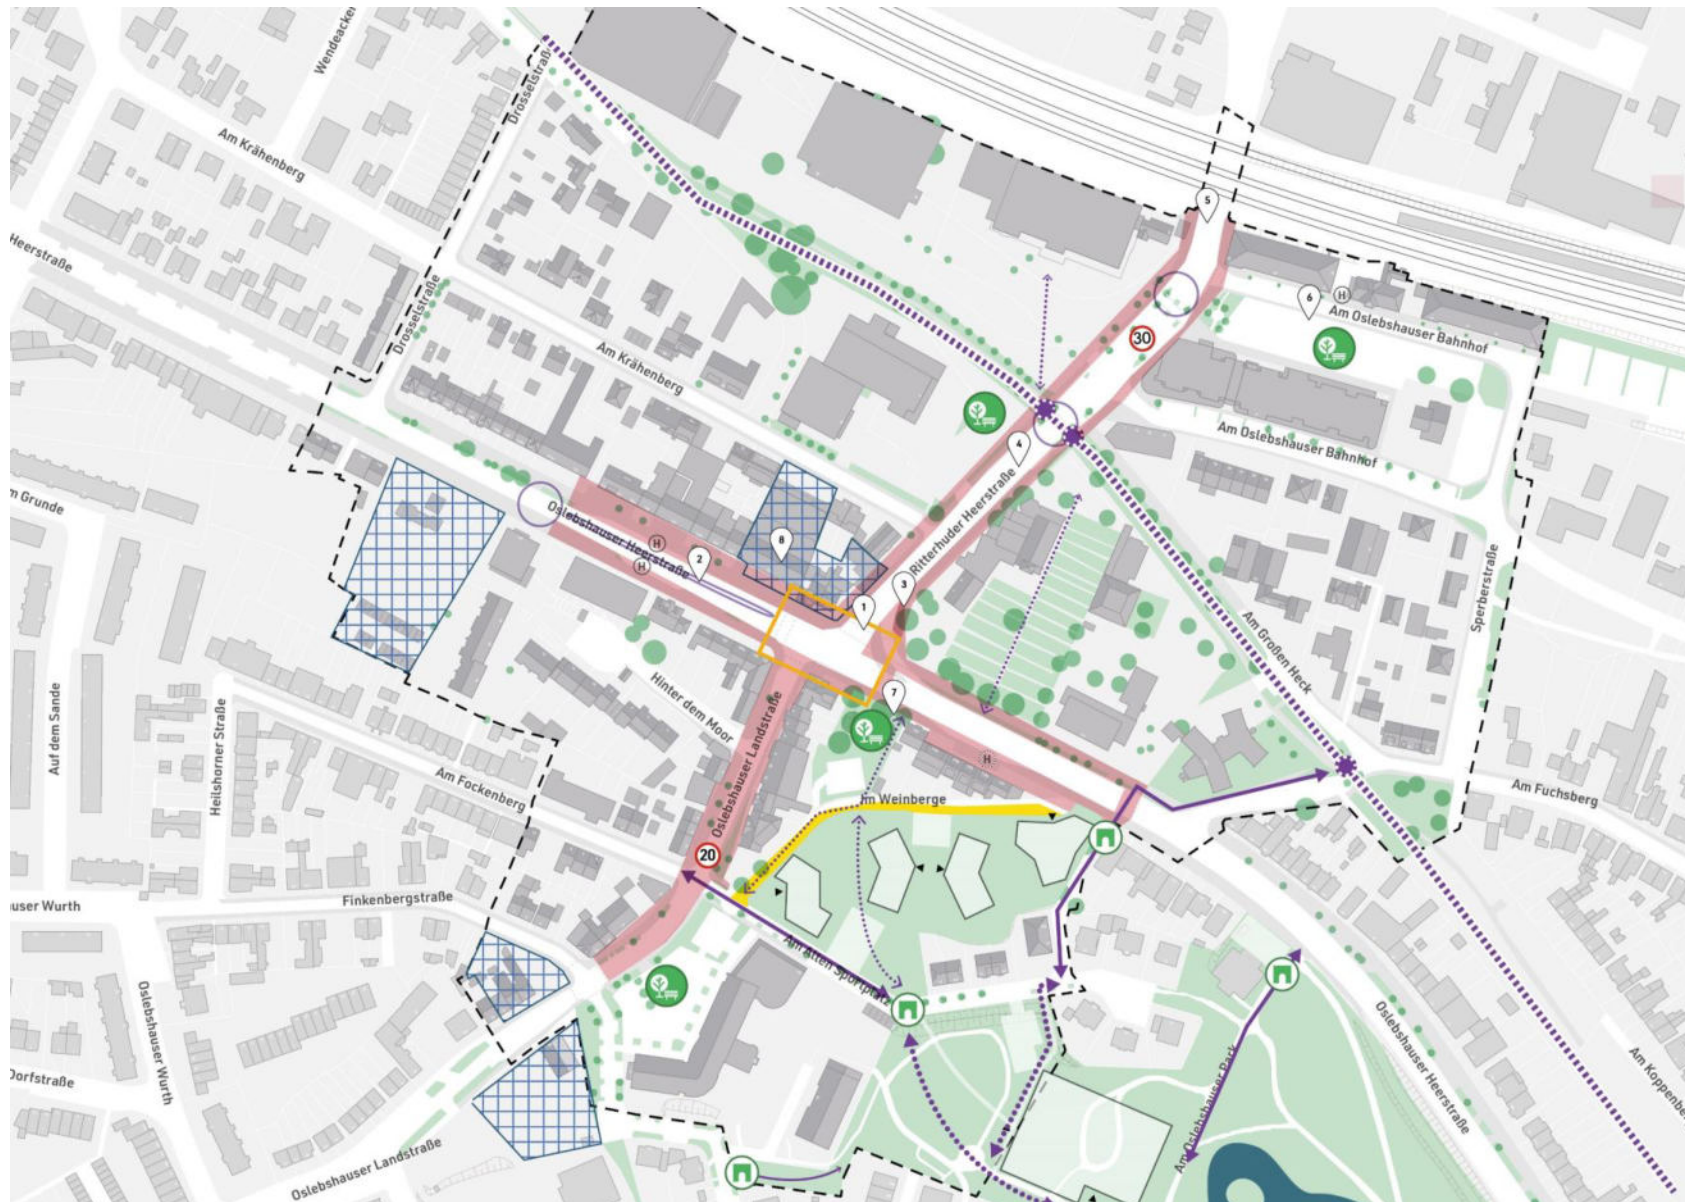 Wendeacker
Drosselstraße
Am Krähenberg
Heerstraße
Drosselstraße
Am Krähenberg
5
6
H
Am Oslebshauser Bahnhof
30
4
Am Oslebshauser Bahnhof
m Grunde
Oslebshauser Heerstraße
H
H
2
8
Ritterhuder Heerstraße
3
1
Sperberstraße
Am Großen Heck
7
Hinter dem Moor
Oslebshauser Landstraße
Auf dem Sande
Heilshorner Straße
Am Fockenberg
H
Im Weinberge
Am Fuchsberg
20
Finkenbergstraße
auser Wurth
Am Alten Sportplatz
Oslebshauser Wurth
Dorfstraße
Oslebshauser Landstraße
Am Oslebshauser Park
Oslebshauser Heerstraße
Am Koppenbe